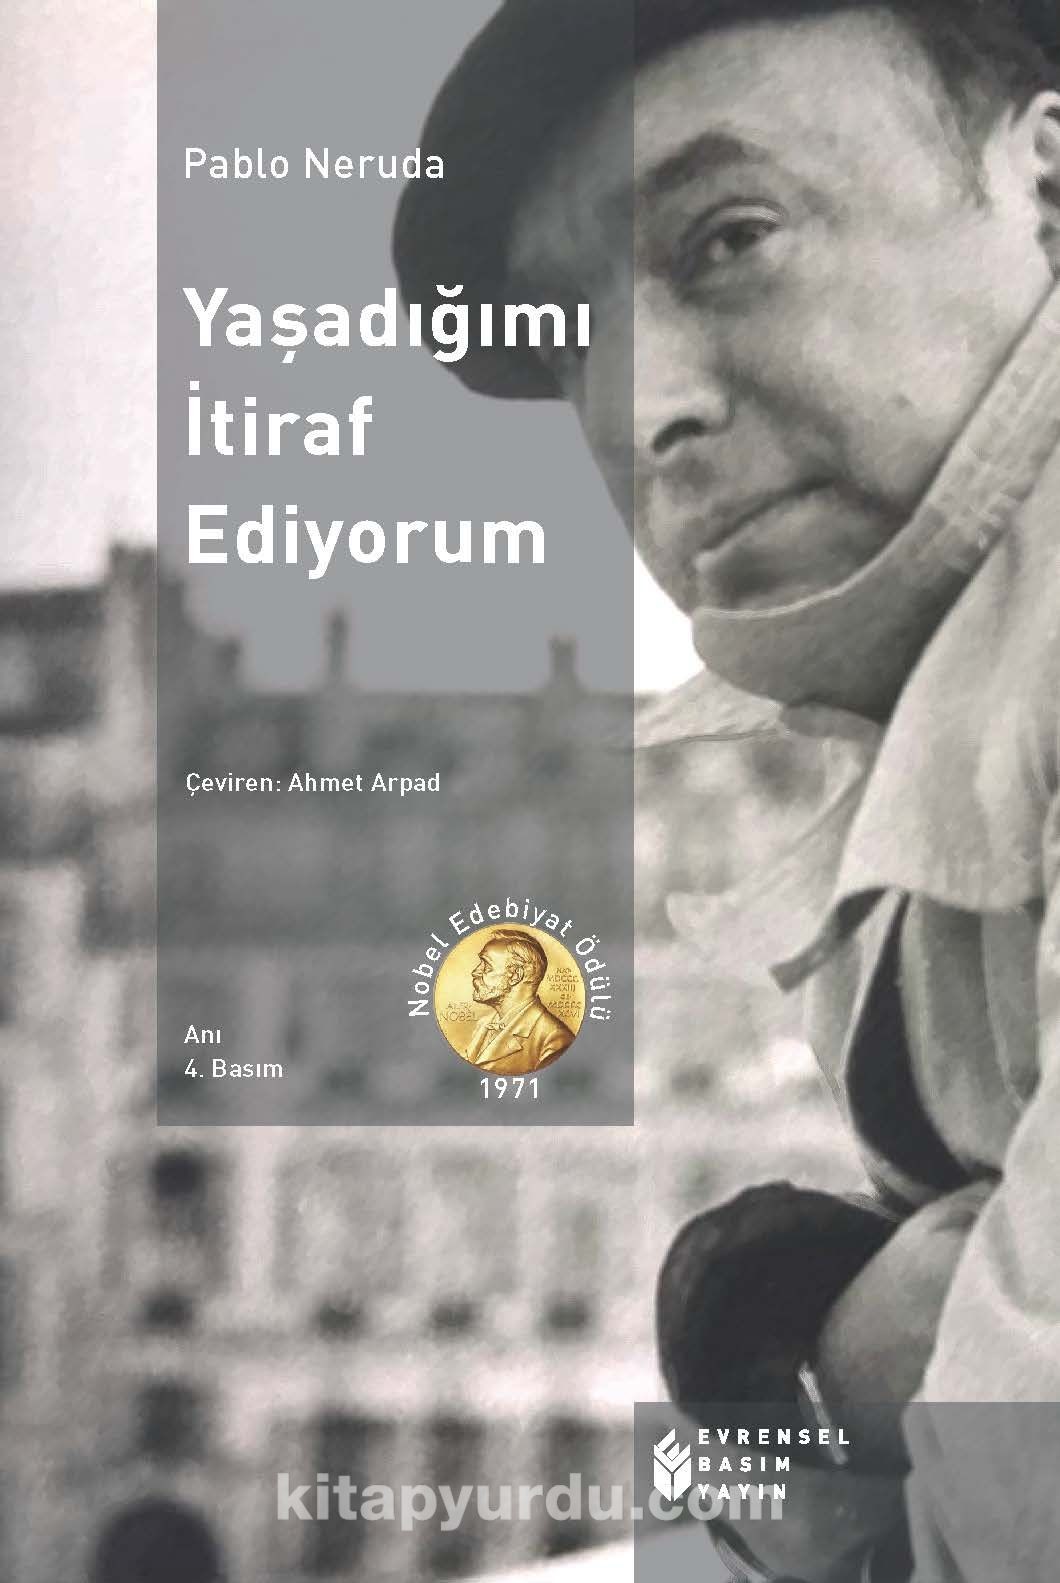 Pablo Neruda
Yaşadığımı
İtiraf
Ediyorum
Çeviren: Ahmet Arpad
Nobel Edebiyat Ödülü
1971
Anı
4. Basım
EVRENSEL
BASIM
YAYIN
kitapyurdu.com